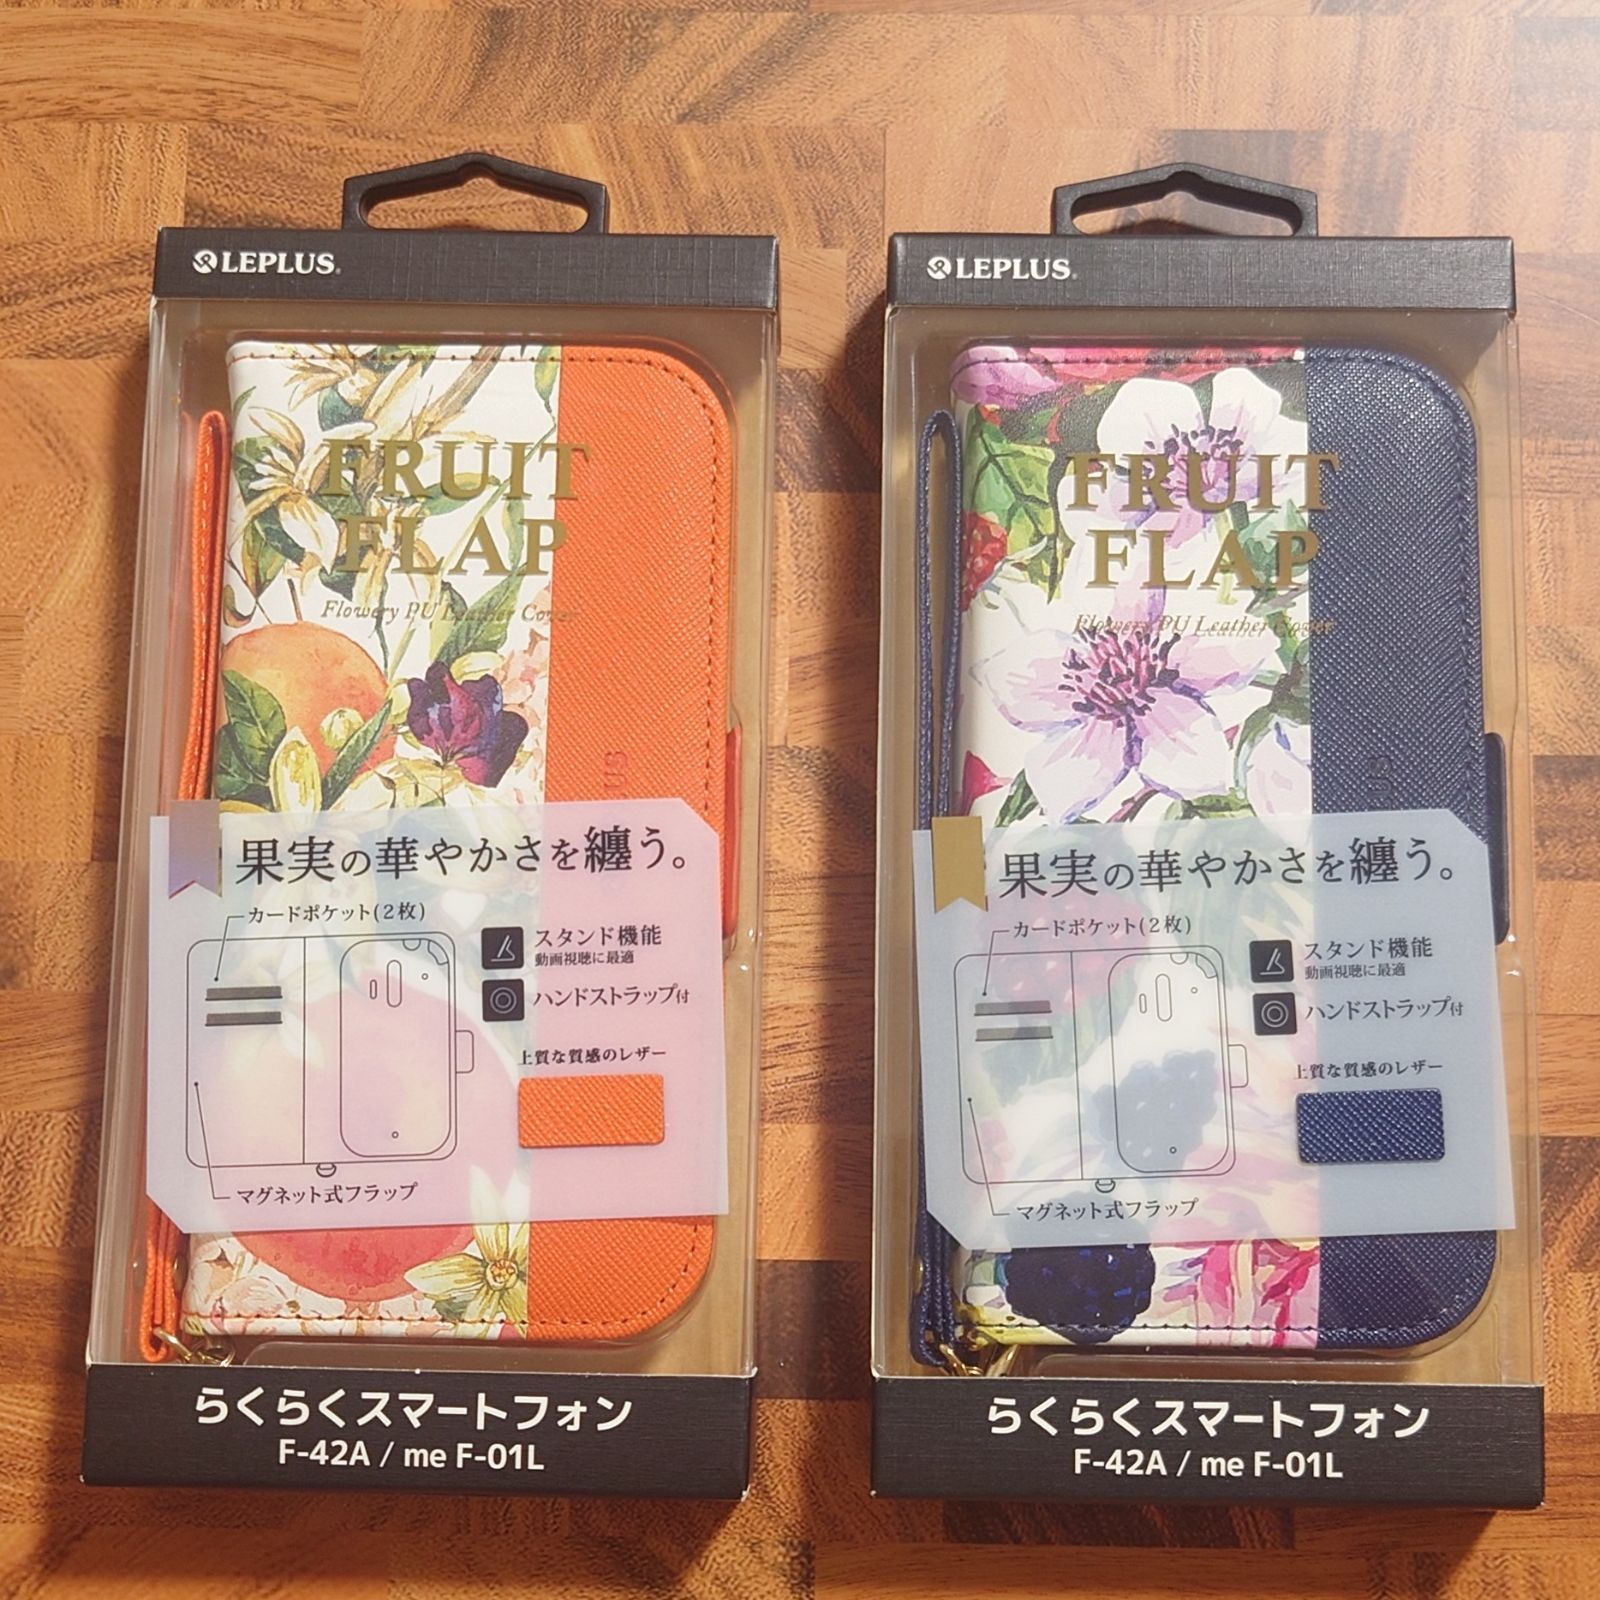 LEPLUS
FRUIT
FLAP
Flowery PU Leather Cover
果実の華やかさを纏う。
カードポケット(2枚)
スタンド機能
動画視聴に最適
ハンドストラップ付
上質な質感のレザー
マグネット式フラップ
らくらくスマートフォン
F-42A / me F-01L
LEPLUS
FRUIT
FLAP
Flowery PU Leather Cover
果実の華やかさを纏う。
カードポケット(2枚)
スタンド機能
動画視聴に最適
ハンドストラップ付
上質な質感のレザー
マグネット式フラップ
らくらくスマートフォン
F-42A / me F-01L